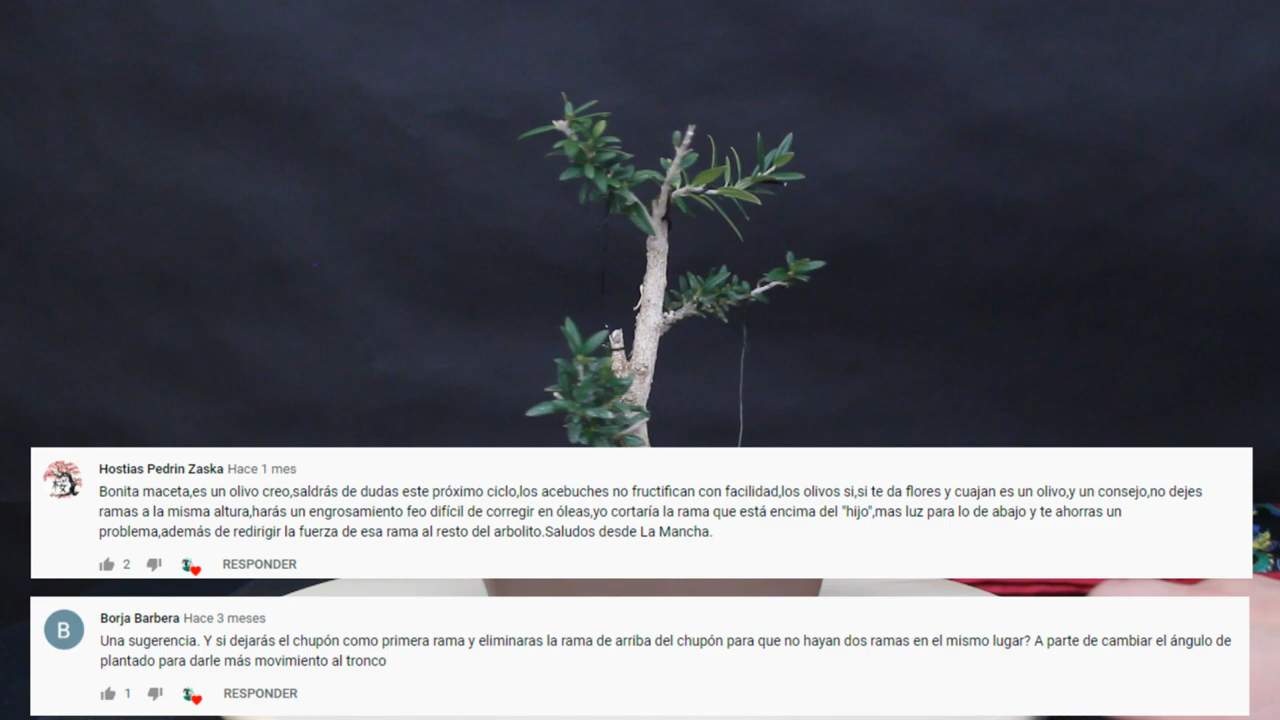 Hostias Pedrin Zaska Hace 1 mes
Bonita maceta,es un olivo creo,saldrás de dudas este próximo ciclo,los acebuches no fructifican con facilidad,los olivos si,si te da flores y cuajan es un olivo,y un consejo,no dejes
ramas a la misma altura,harás un engrosamiento feo difícil de corregir en óleas,yo cortaría la rama que está encima del "hijo",mas luz para lo de abajo y te ahorras un
problema,además de redirigir la fuerza de esa rama al resto del arbolito.Saludos desde La Mancha.
2 RESPONDER
B
Borja Barbera Hace 3 meses
Una sugerencia. Y si dejarás el chupón como primera rama y eliminaras la rama de arriba del chupón para que no hayan dos ramas en el mismo lugar? A parte de cambiar el ángulo de
plantado para darle más movimiento al tronco
1 RESPONDER